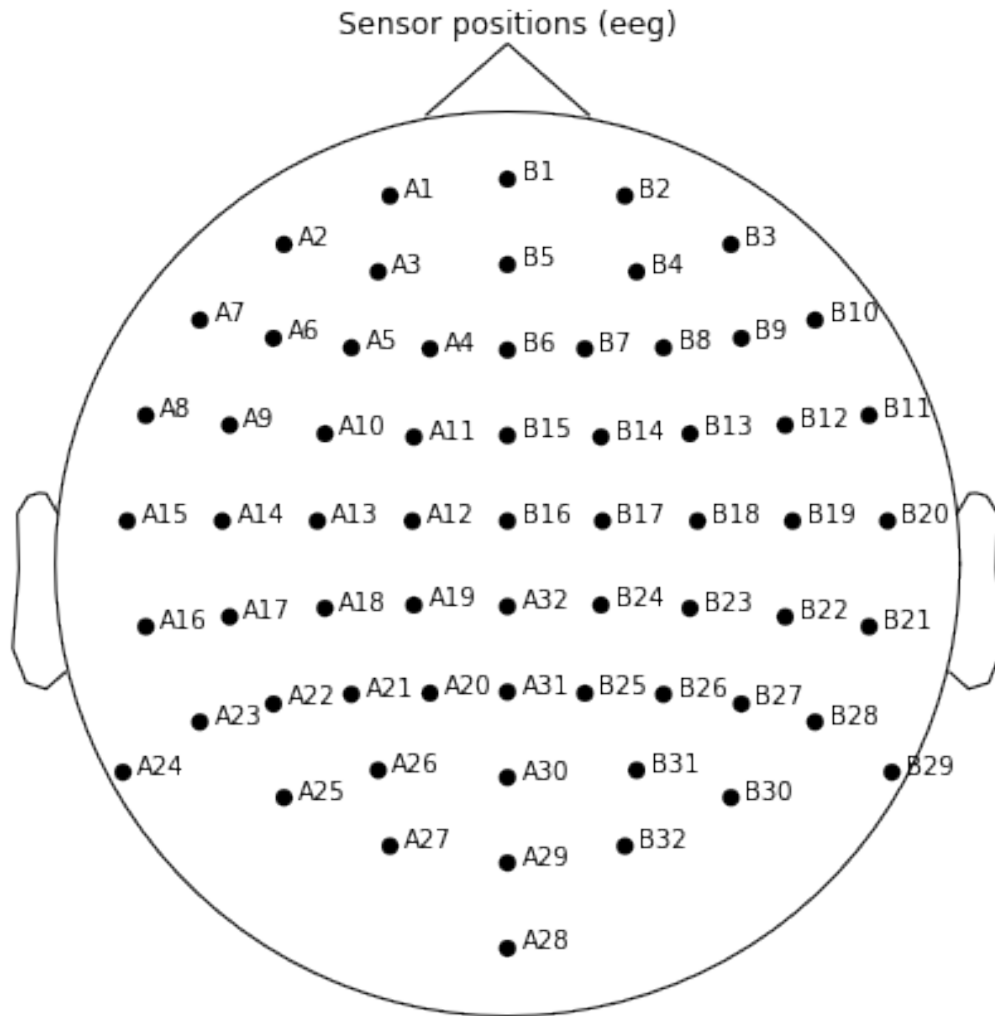 Sensor positions (eeg)
A1 B1 B2
A2 B3
A3 B5 B4
A7 B10
A6 A5 A4 B6 B7 B8 B9
A8 A9 A10 A11 B15 B14 B13 B12 B11
A15 A14 A13 A12 B16 B17 B18 B19 B20
A16 A17 A18 A19 A32 B24 B23 B22 B21
A23 A22 A21 A20 A31 B25 B26 B27 B28
A24 A26 A30 B31 B29
A25 B30
A27 A29 B32
A28